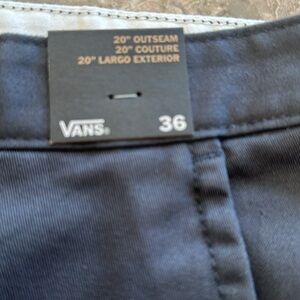 20" OUTSEAM
20" COUTURE
20" LARGO EXTERIOR
VANS® 36